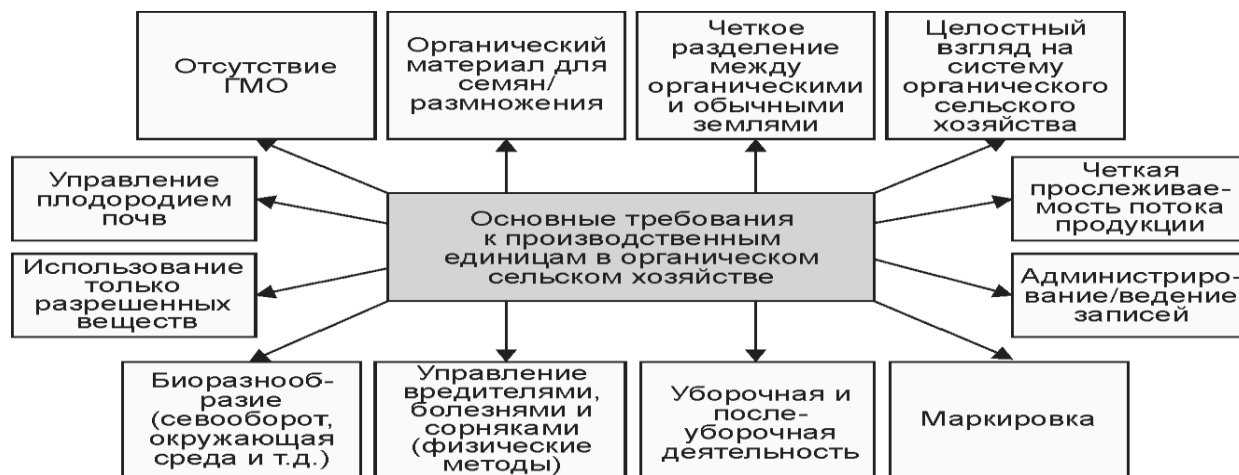 Отсутствие
ГМО
Органический
материал для
семян/
размножения
Четкое
разделение
между
органическими
и обычными
землями
Целостный
взгляд на
систему
органического
сельского
хозяйства
Управление
плодородием
почв
Основные требования
к производственным
единицам в органическом
сельском хозяйстве
Четкая
прослеживае-
мость потока
продукции
Использование
только
разрешенных
веществ
Администриро-
вание/ведение
записей
Биоразнооб-
разие
(севооборот,
окружающая
среда и т.д.)
Управление
вредителями,
болезнями и
сорняками
(физические
методы)
Уборочная и
после-
уборочная
деятельность
Маркировка